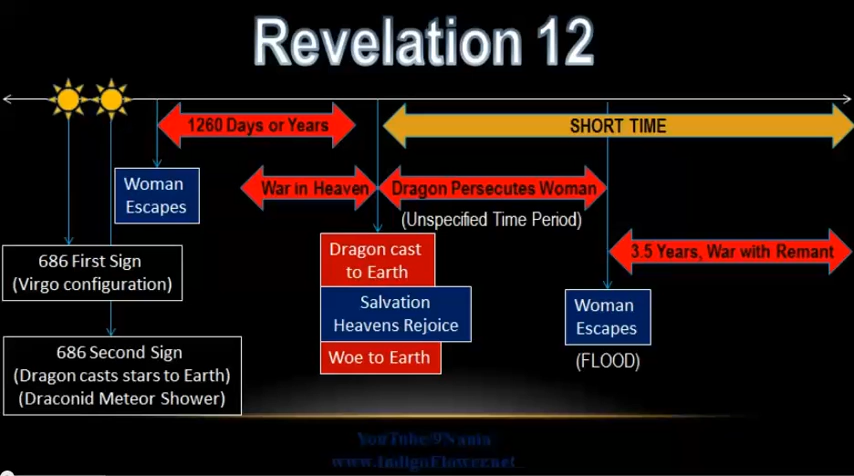 Revelation 12
1260 Days or Years
SHORT TIME
Woman
Escapes
War in Heaven
Dragon Persecutes Woman
(Unspecified Time Period)
686 First Sign
(Virgo configuration)
Dragon cast
to Earth
3.5 Years, War with Remant
Salvation
Heavens Rejoice
Woman
Escapes
(FLOOD)
Woe to Earth
686 Second Sign
(Dragon casts stars to Earth)
(Draconid Meteor Shower)
YouTube/9Nania
www.IndigoFlower.net